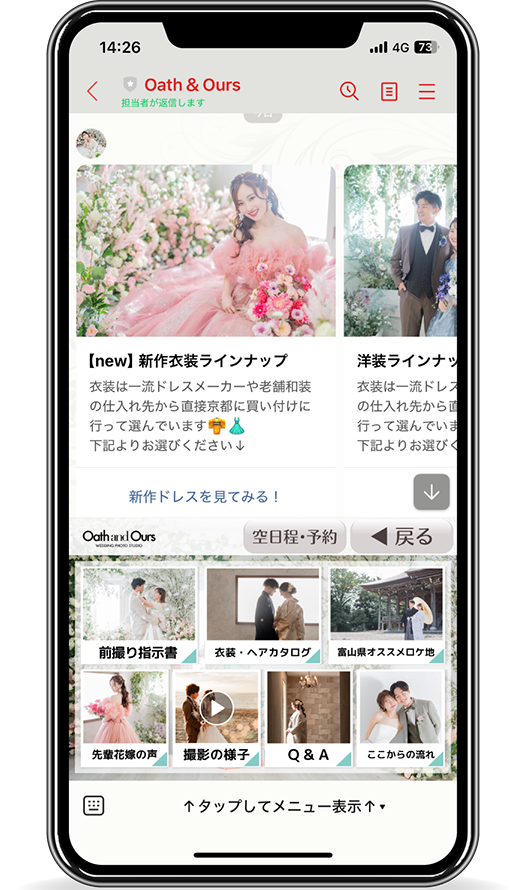 14:26
4G 73
Oath & Ours
担当者が返信します
【new】新作衣装ラインナップ
衣装は一流ドレスメーカーや老舗和装
の仕入れ先から直接京都に買い付けに
行って選んでいます👘👗
下記よりお選びください↓
新作ドレスを見てみる！
洋装ラインナッ
衣装は一流ドレス
の仕入れ先から直
行って選んでいま
下記よりお選びく
Oath and Ours
WEDDING PHOTO STUDIO
空日程・予約
◀戻る
前撮り指示書
衣装・ヘアカタログ
富山県オススメロケ地
先輩花嫁の声
撮影の様子
Q & A
ここからの流れ
↑タップしてメニュー表示↑▾